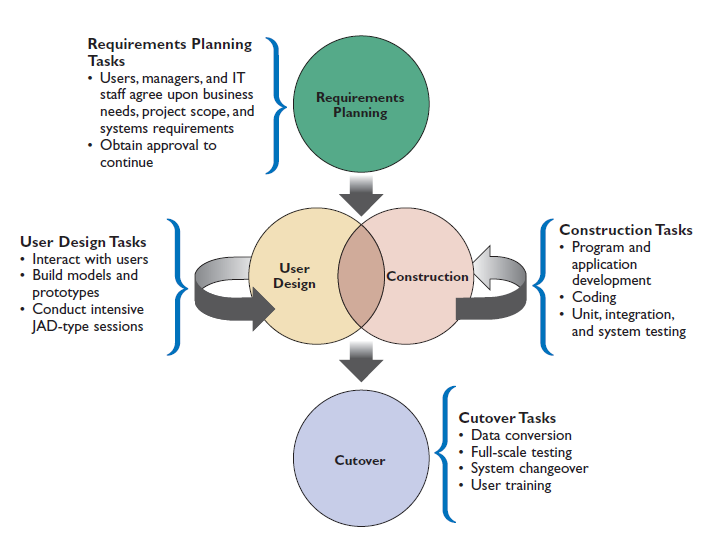 Requirements Planning
Tasks
• Users, managers, and IT
staff agree upon business
needs, project scope, and
systems requirements
• Obtain approval to
continue
Requirements
Planning
User Design Tasks
• Interact with users
• Build models and
prototypes
• Conduct intensive
JAD-type sessions
User
Design
Construction
Construction Tasks
• Program and
application
development
• Coding
• Unit, integration,
and system testing
Cutover
Cutover Tasks
• Data conversion
• Full-scale testing
• System changeover
• User training